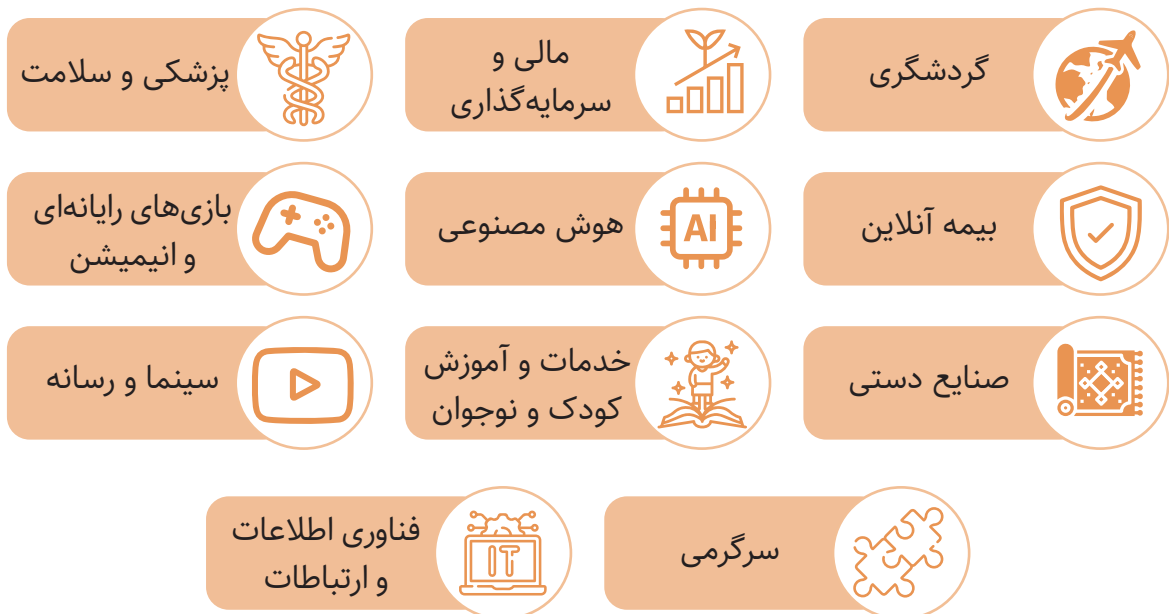 گردشگری
مالی و
سرمایه‌گذاری
پزشکی و سلامت
بیمه آنلاین
هوش مصنوعی
AI
بازی‌های رایانه‌ای
و انیمیشن
صنایع دستی
خدمات و آموزش
کودک و نوجوان
سینما و رسانه
سرگرمی
فناوری اطلاعات
و ارتباطات
IT